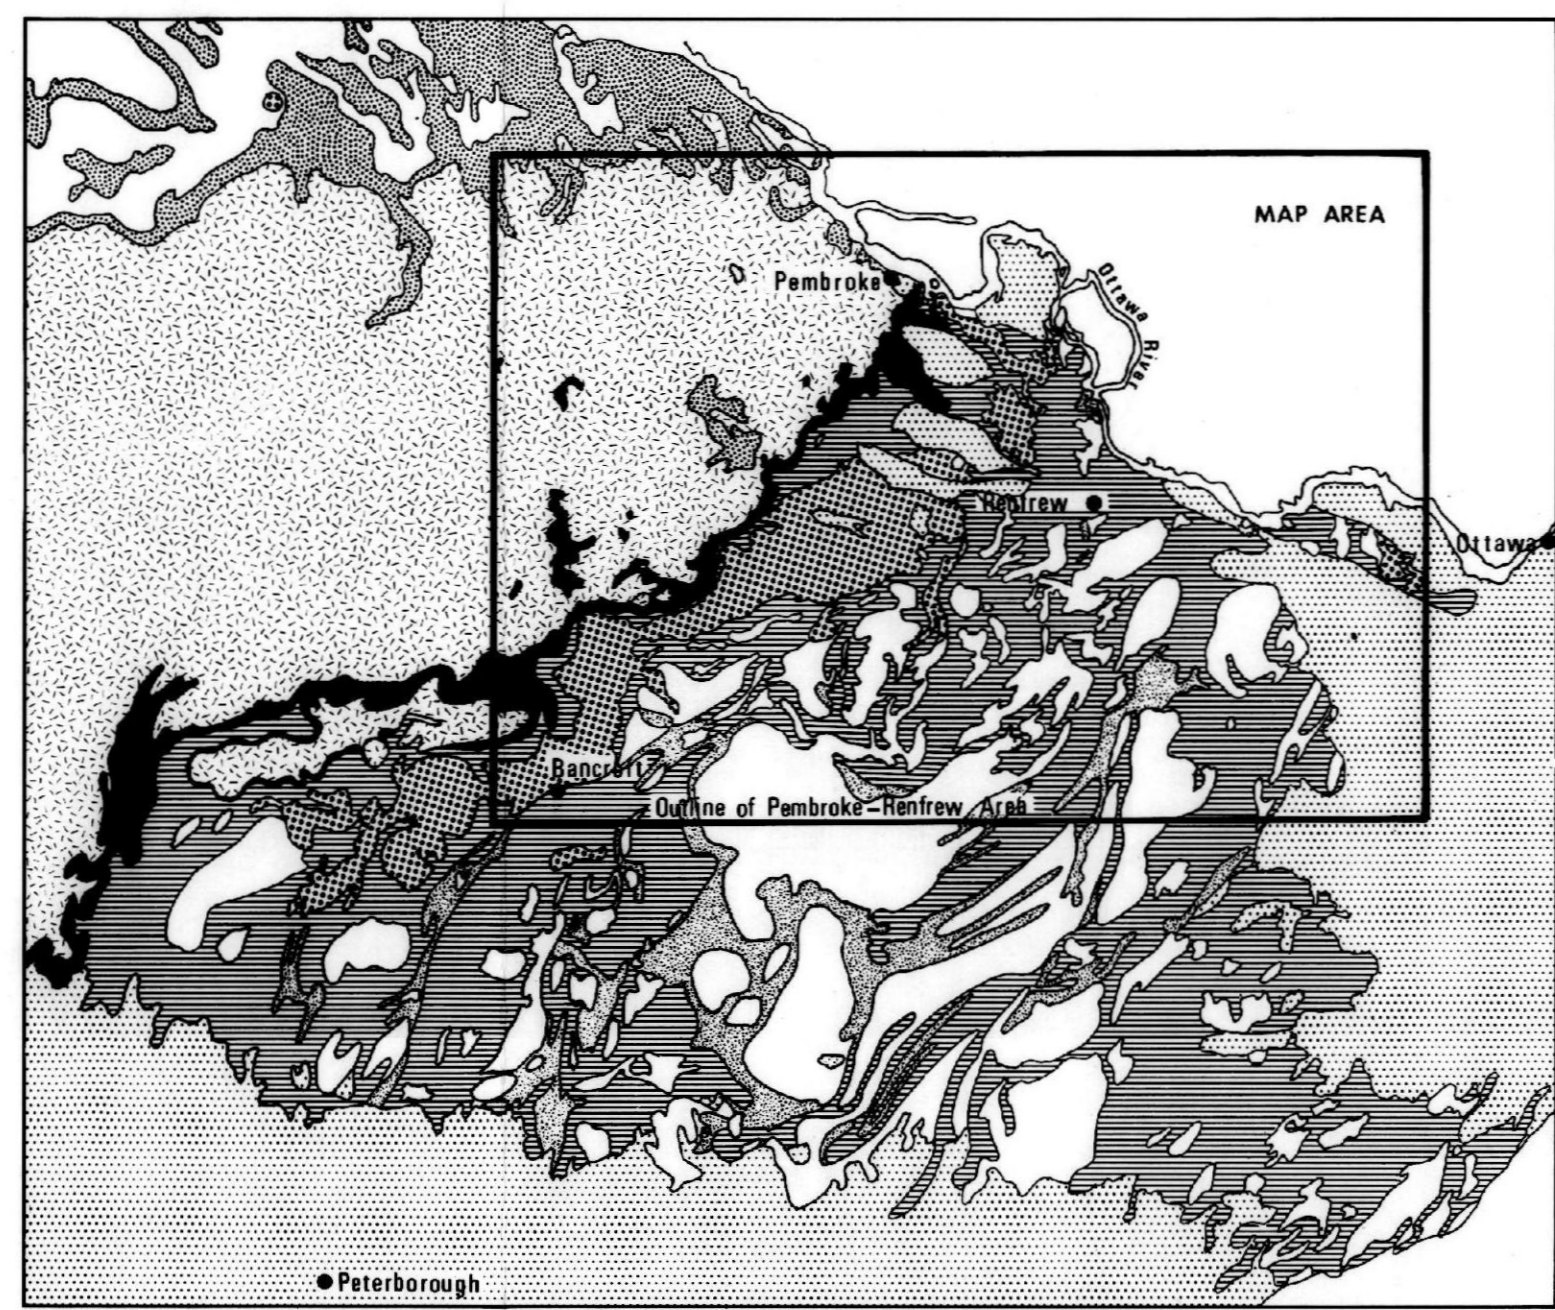 MAP AREA
Pembroke
Ottawa River
Renfrew
Ottawa
Bancroft
Outline of Pembroke–Renfrew Area
Peterborough